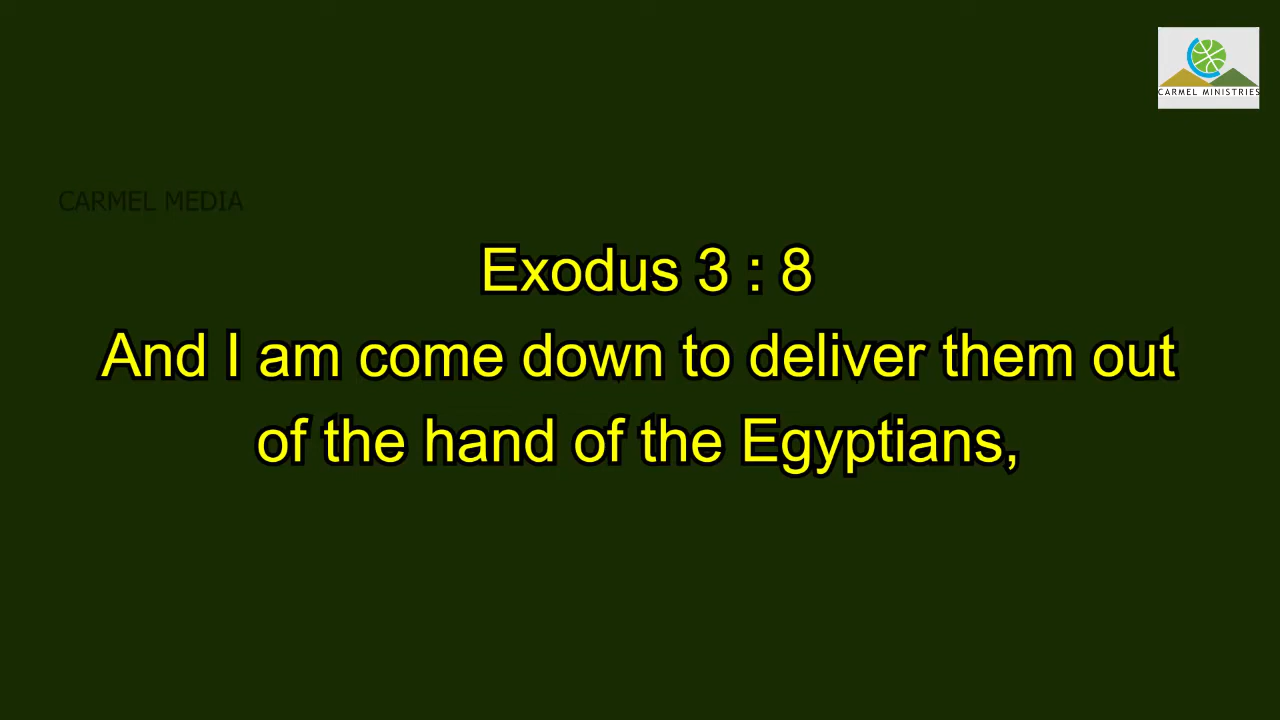 CARMEL MINISTRIES
CARMEL MEDIA
Exodus 3 : 8
And I am come down to deliver them out
of the hand of the Egyptians,